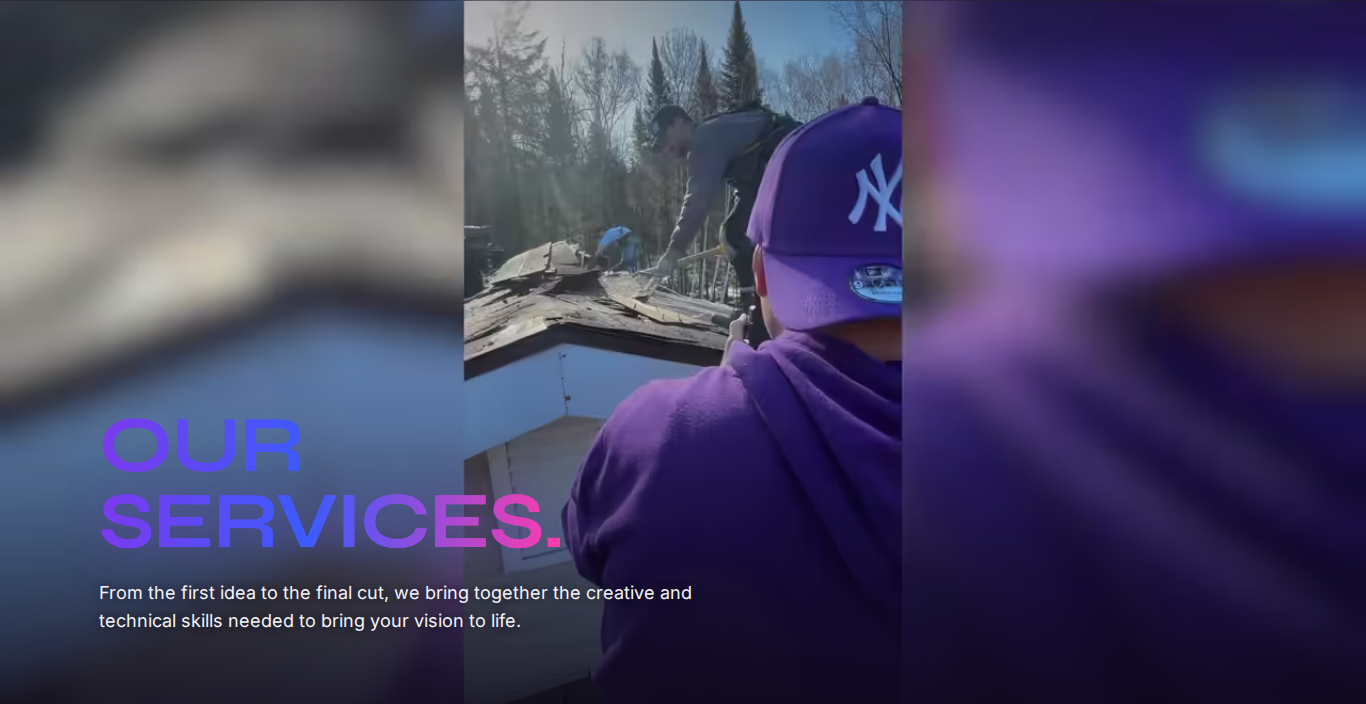 OUR
SERVICES.
From the first idea to the final cut, we bring together the creative and
technical skills needed to bring your vision to life.
NY